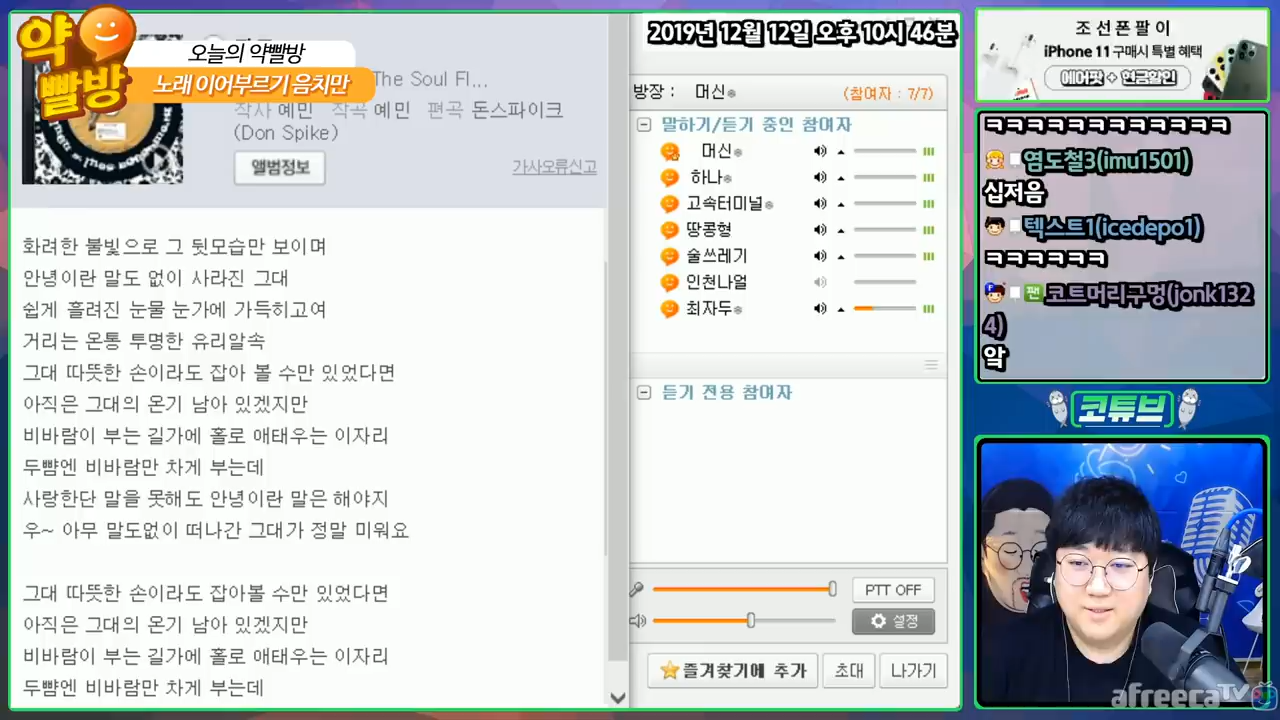 약빨방
오늘의 약빨방
노래 이어부르기 음치만
The Soul Fl...
작사 예민 작곡 예민 편곡 돈스파이크
(Don Spike)
앨범정보
가사오류신고
화려한 불빛으로 그 뒷모습만 보이며
안녕이란 말도 없이 사라진 그대
쉽게 흘려진 눈물 눈가에 가득히고여
거리는 온통 투명한 유리알속
그대 따뜻한 손이라도 잡아 볼 수만 있었다면
아직은 그대의 온기 남아 있겠지만
비바람이 부는 길가에 홀로 애태우는 이자리
두뺨엔 비바람만 차게 부는데
사랑한단 말을 못해도 안녕이란 말은 해야지
우~ 아무 말도없이 떠나간 그대가 정말 미워요
그대 따뜻한 손이라도 잡아볼 수만 있었다면
아직은 그대의 온기 남아 있겠지만
비바람이 부는 길가에 홀로 애태우는 이자리
두뺨엔 비바람만 차게 부는데
2019년 12월 12일 오후 10시 46분
방장 : 머신
(참여자 : 7/7)
말하기/듣기 중인 참여자
머신
하나
고속터미널
땅콩형
술쓰레기
인천나얼
최자두
듣기 전용 참여자
PTT OFF
설정
즐겨찾기에 추가
초대
나가기
조선폰팔이
iPhone 11 구매시 특별 혜택
에어팟 + 현금할인
ㅋㅋㅋㅋㅋㅋㅋㅋㅋㅋㅋㅋ
염도철3(imu1501)
십저음
텍스트1(icedepo1)
ㅋㅋㅋㅋㅋㅋ
팬 코트머리구멍(jonk132
4)
앜
코튜브
afreecaTV